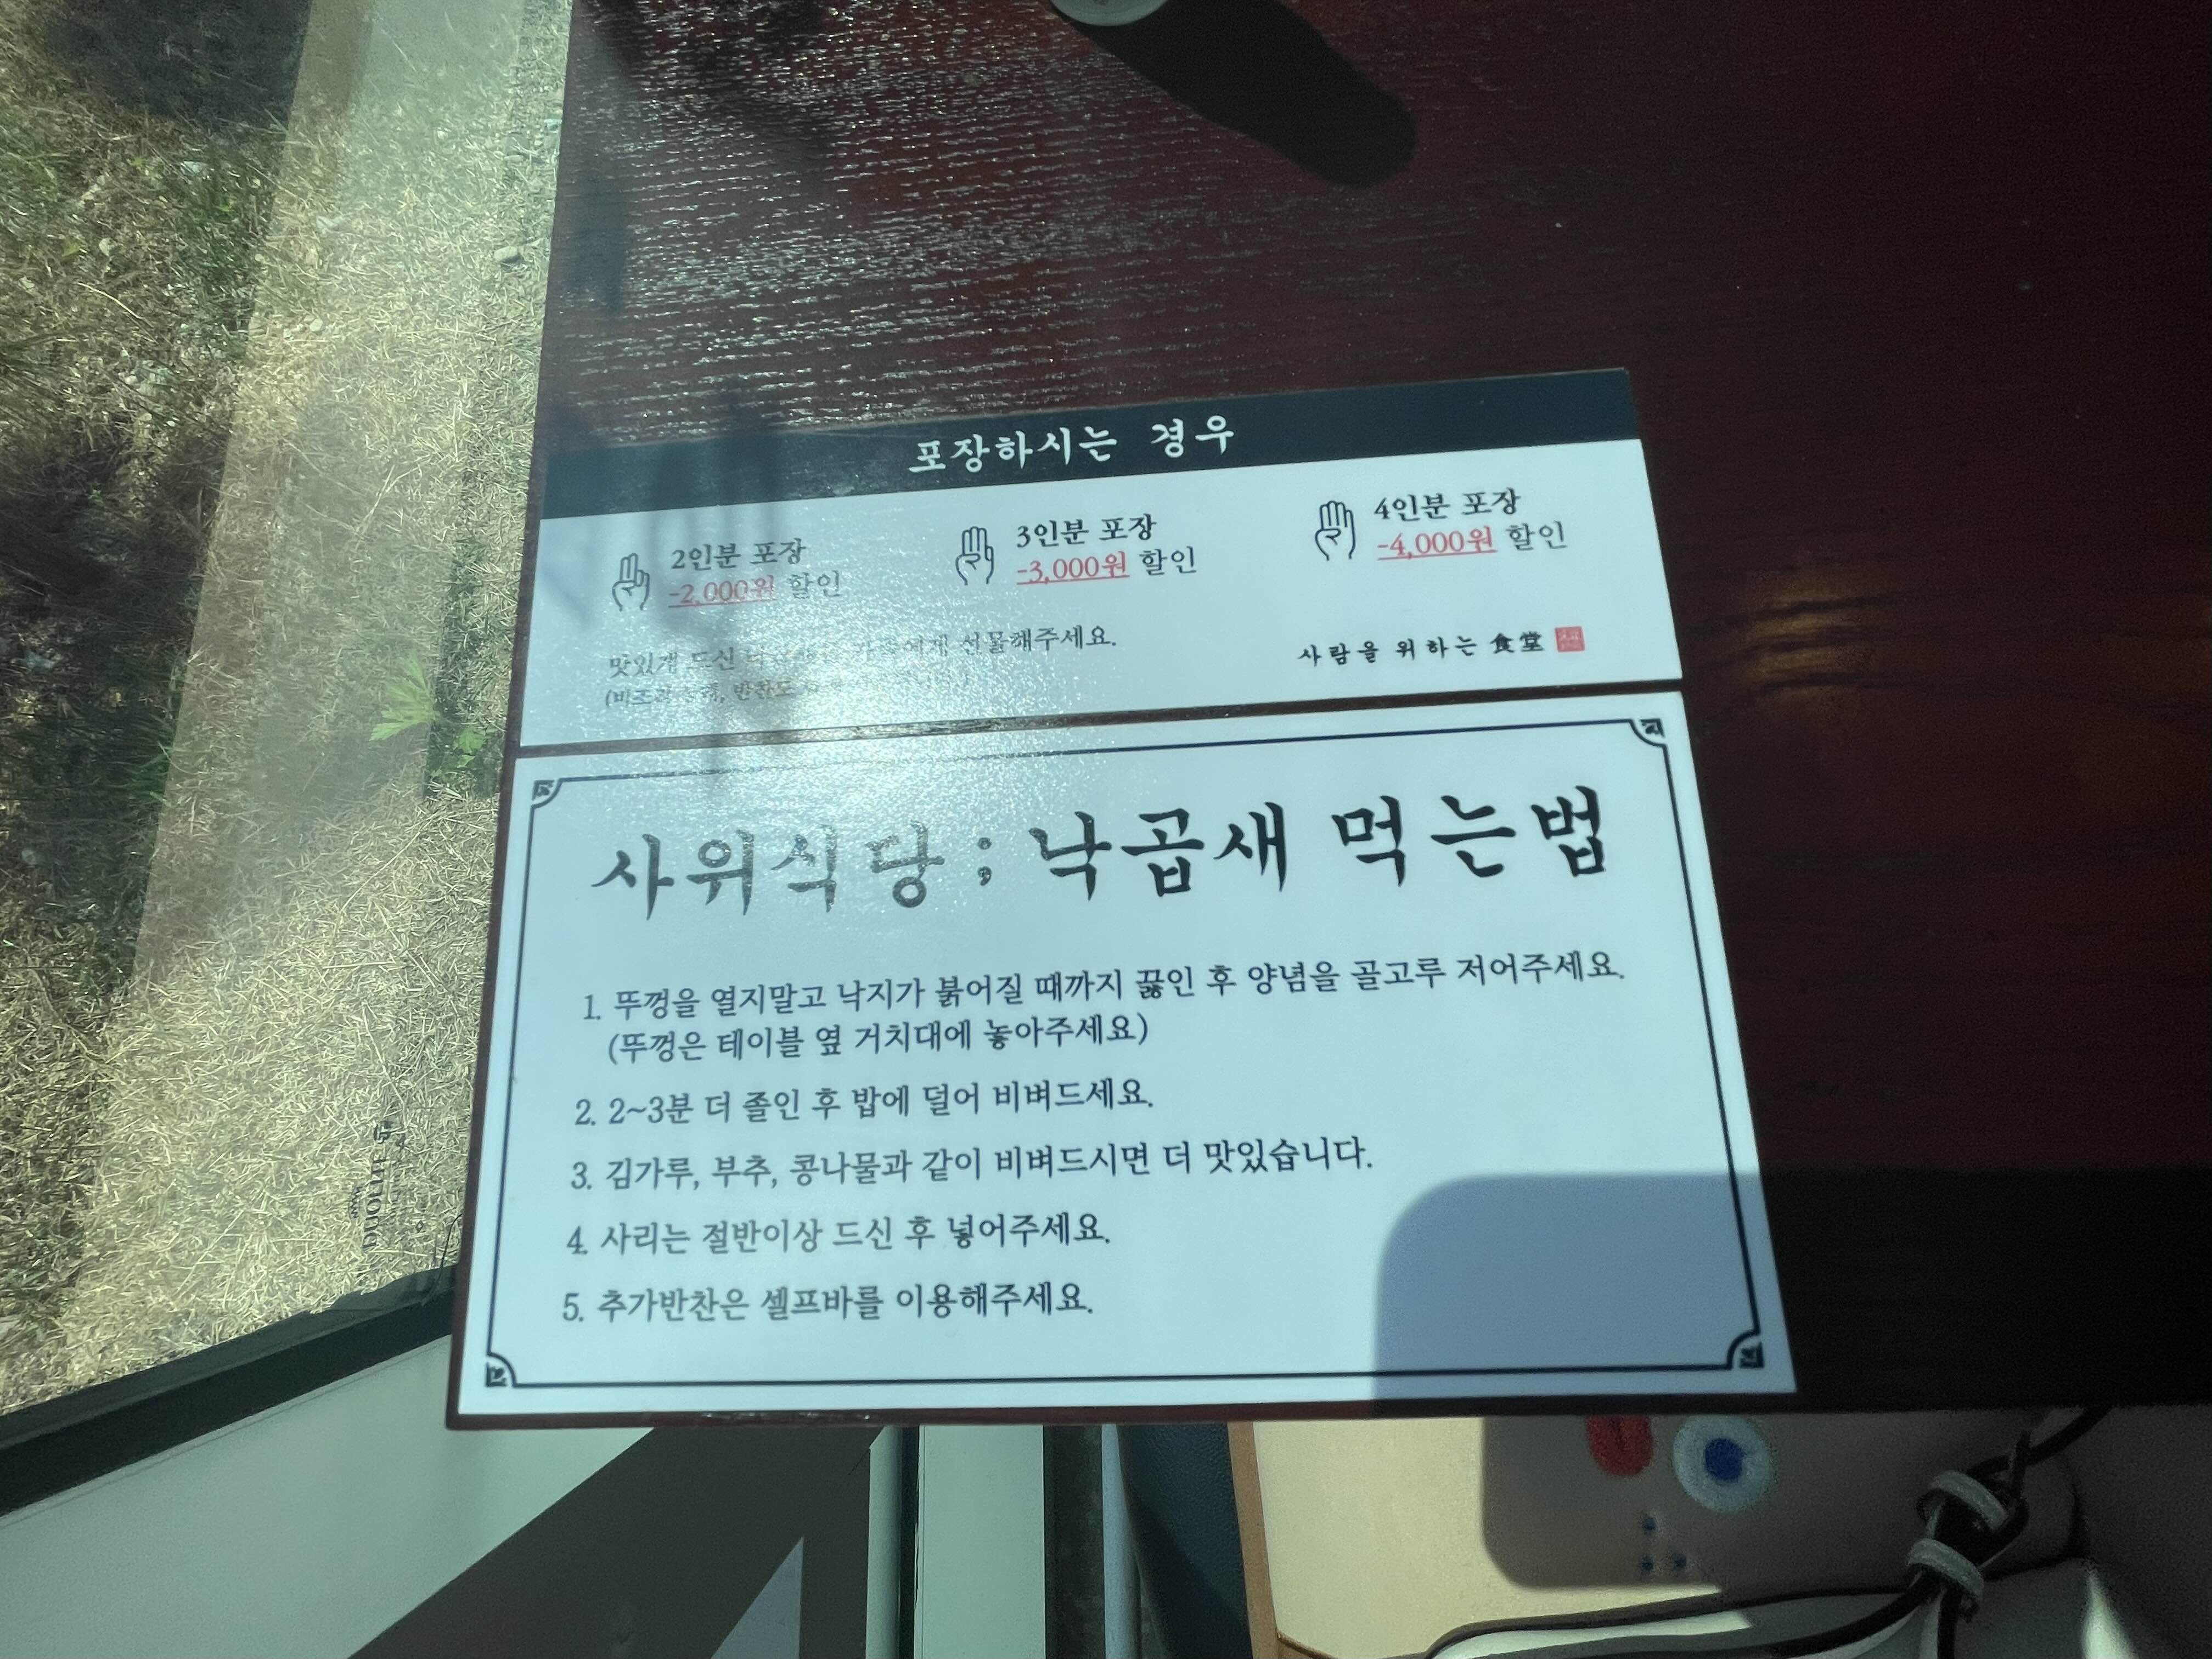 포장하시는 경우
2인분 포장
-2,000원 할인
3인분 포장
-3,000원 할인
4인분 포장
-4,000원 할인
맛있게 드신 가족에게 선물해주세요.
사람을 위하는 食堂
사위식당 ; 낙곱새 먹는법
1. 뚜껑을 열지말고 낙지가 붉어질 때까지 끓인 후 양념을 골고루 저어주세요.
(뚜껑은 테이블 옆 거치대에 놓아주세요)
2. 2~3분 더 졸인 후 밥에 덜어 비벼드세요.
3. 김가루, 부추, 콩나물과 같이 비벼드시면 더 맛있습니다.
4. 사리는 절반이상 드신 후 넣어주세요.
5. 추가반찬은 셀프바를 이용해주세요.